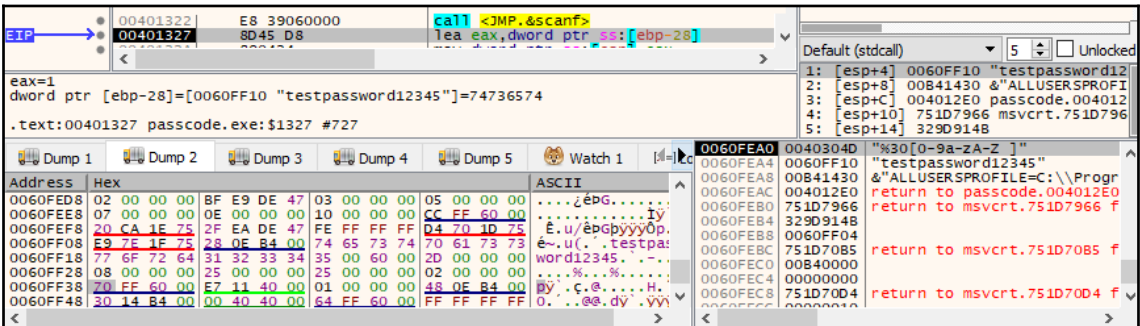 00401322 E8 39060000 call <JMP.&scanf>
EIP 00401327 8D45 D8 lea eax,dword ptr ss:[ebp-28]
eax=1
dword ptr [ebp-28]=[0060FF10 "testpassword12345"]=74736574
.text:00401327 passcode.exe:$1327 #727
Default (stdcall) 5 Unlocked
1: [esp+4] 0060FF10 "testpassword12
2: [esp+8] 00B41430 &"ALLUSERSPROFI
3: [esp+C] 004012E0 passcode.004012
4: [esp+10] 751D7966 msvcrt.751D796
5: [esp+14] 329D914B
Dump 1 Dump 2 Dump 3 Dump 4 Dump 5 Watch 1
Address Hex ASCII
0060FED8 02 00 00 00 BF E9 DE 47 03 00 00 00 05 00 00 00 ....¿éÞG........
0060FEE8 07 00 00 00 0E 00 00 00 10 00 00 00 CC FF 60 00 ............Ìÿ`.
0060FEF8 20 CA 1E 75 2F EA DE 47 FE FF FF FF D4 70 1D 75 Ê.u/êÞGþÿÿÿÔp.
0060FF08 E9 7E 1F 75 28 0E B4 00 74 65 73 74 70 61 73 73 é~.u(.´.testpas
0060FF18 77 6F 72 64 31 32 33 34 35 00 60 00 2D 00 00 00 word12345.`.-..
0060FF28 08 00 00 00 25 00 00 00 25 00 00 00 02 00 00 00 ....%...%.......
0060FF38 70 FF 60 00 E7 11 40 00 01 00 00 00 48 0E B4 00 pÿ`.ç.@.....H.
0060FF48 30 14 B4 00 00 40 40 00 64 FF 60 00 FF FF FF FF 0.´..@@.dÿ`.ÿÿÿ
0060FEA0 0040304D "%30[0-9a-zA-Z ]"
0060FEA4 0060FF10 "testpassword12345"
0060FEA8 00B41430 &"ALLUSERSPROFILE=C:\\Progr
0060FEAC 004012E0 return to passcode.004012E0
0060FEB0 751D7966 return to msvcrt.751D7966 f
0060FEB4 329D914B
0060FEB8 0060FF04
0060FEBC 751D70B5 return to msvcrt.751D70B5 f
0060FEC0 00B40000
0060FEC4 00000000
0060FEC8 751D70D4 return to msvcrt.751D70D4 f